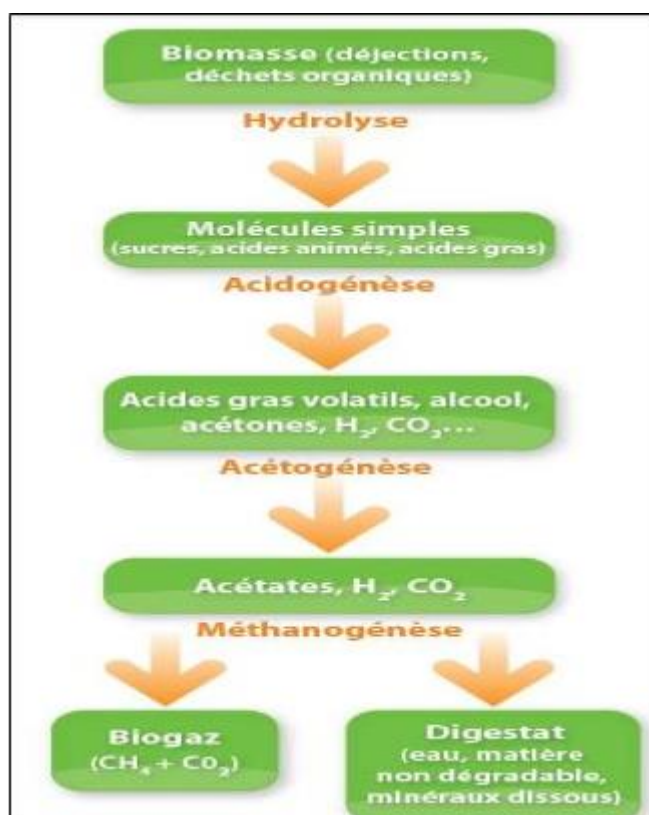 Biomasse (déjections,
déchets organiques)
Hydrolyse
Molécules simples
(sucres, acides animés, acides gras)
Acidogénèse
Acides gras volatils, alcool,
acétones, H₂, CO₂...
Acétogénèse
Acétates, H₂, CO₂
Méthanogénèse
Biogaz
(CH₄ + CO₂)
Digestat
(eau, matière
non dégradable,
minéraux dissous)